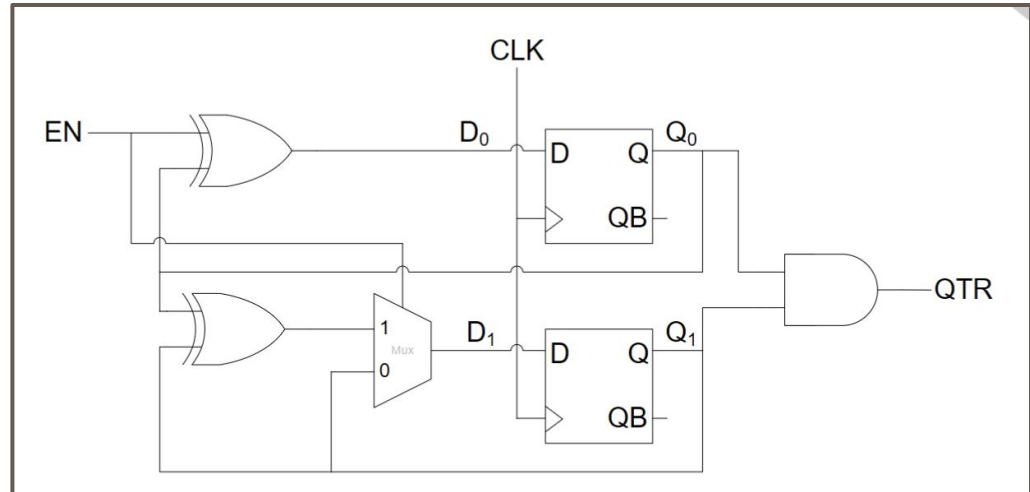 CLK
EN
D₀
Q₀
D
Q
QB
QTR
D₁
Q₁
1
Mux
0
D
Q
QB